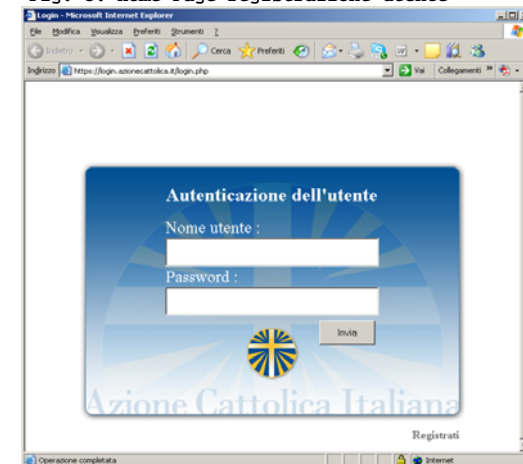 Login - Microsoft Internet Explorer
File Modifica Visualizza Preferiti Strumenti ?
Indietro Cerca Preferiti
Indirizzo https://login.azionecattolica.it/login.php Vai Collegamenti »
Autenticazione dell'utente
Nome utente :
Password :
Invia
Azione Cattolica Italiana
Registrati
Operazione completata Internet